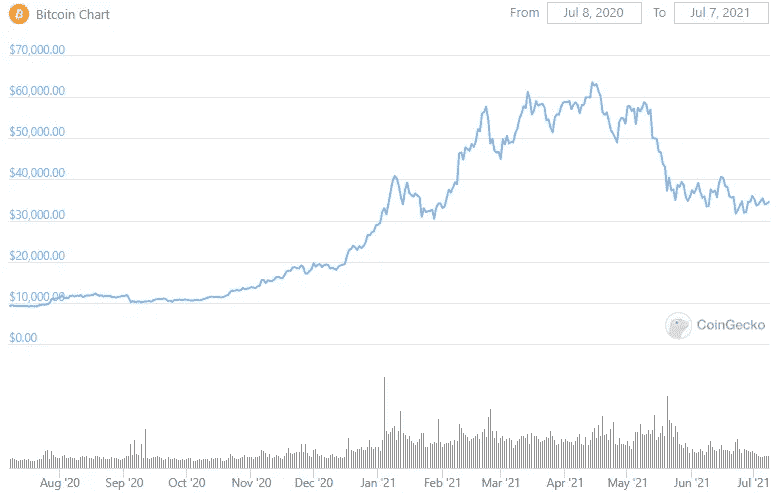 Bitcoin Chart
From Jul 8, 2020 To Jul 7, 2021
$70,000.00
$60,000.00
$50,000.00
$40,000.00
$30,000.00
$20,000.00
$10,000.00
$0.00
CoinGecko
Aug '20 Sep '20 Oct '20 Nov '20 Dec '20 Jan '21 Feb '21 Mar '21 Apr '21 May '21 Jun '21 Jul '21